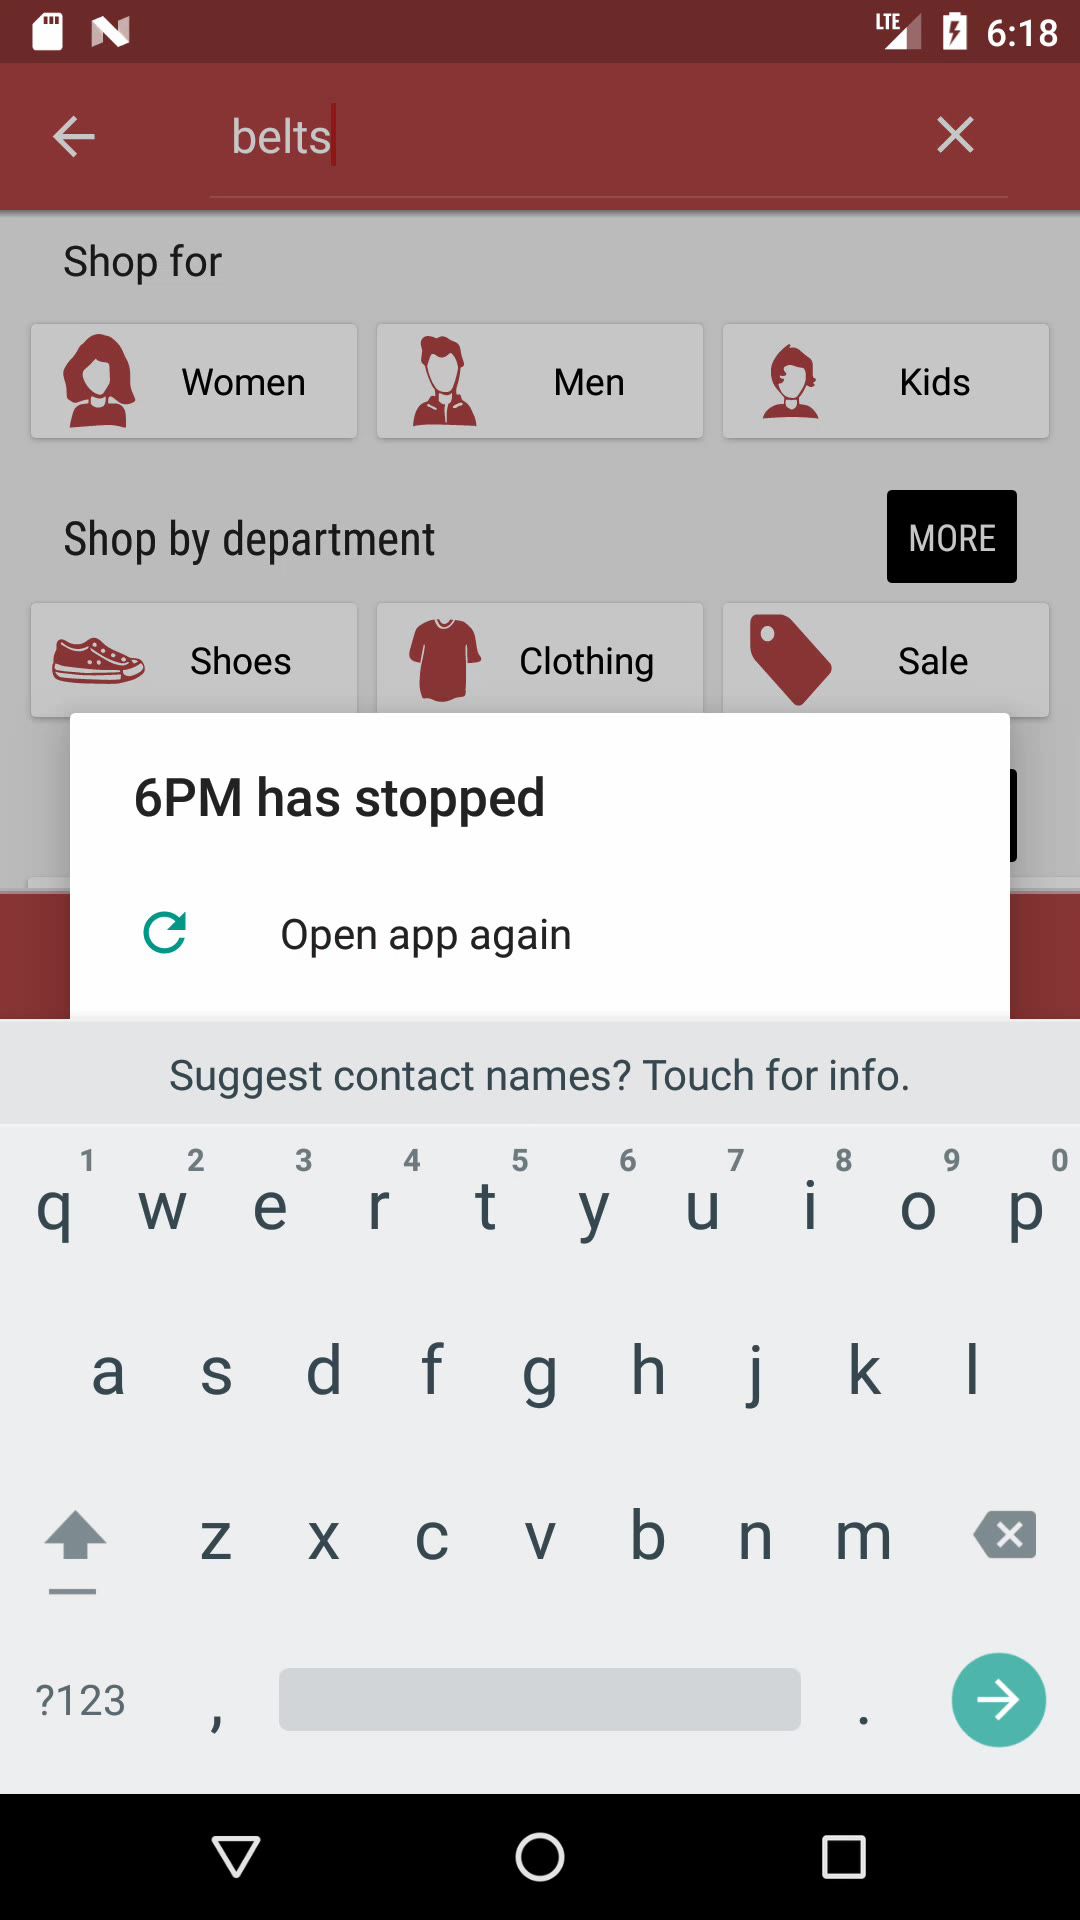 LTE 6:18
belts
Shop for
Women Men Kids
Shop by department MORE
Shoes Clothing Sale
6PM has stopped
Open app again
Suggest contact names? Touch for info.
1 2 3 4 5 6 7 8 9 0
q w e r t y u i o p
a s d f g h j k l
z x c v b n m
?123 , .